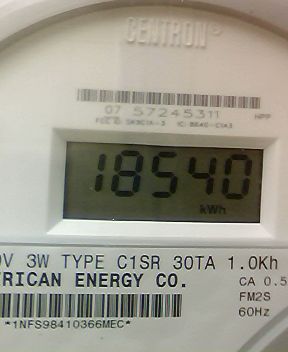 CENTRON®
07 57245311 HPP
18540
kWh
0V 3W TYPE C1SR 30TA 1.0Kh
RICAN ENERGY CO.
CA 0.5
FM2S
60Hz
*1NFS98410366MEC*